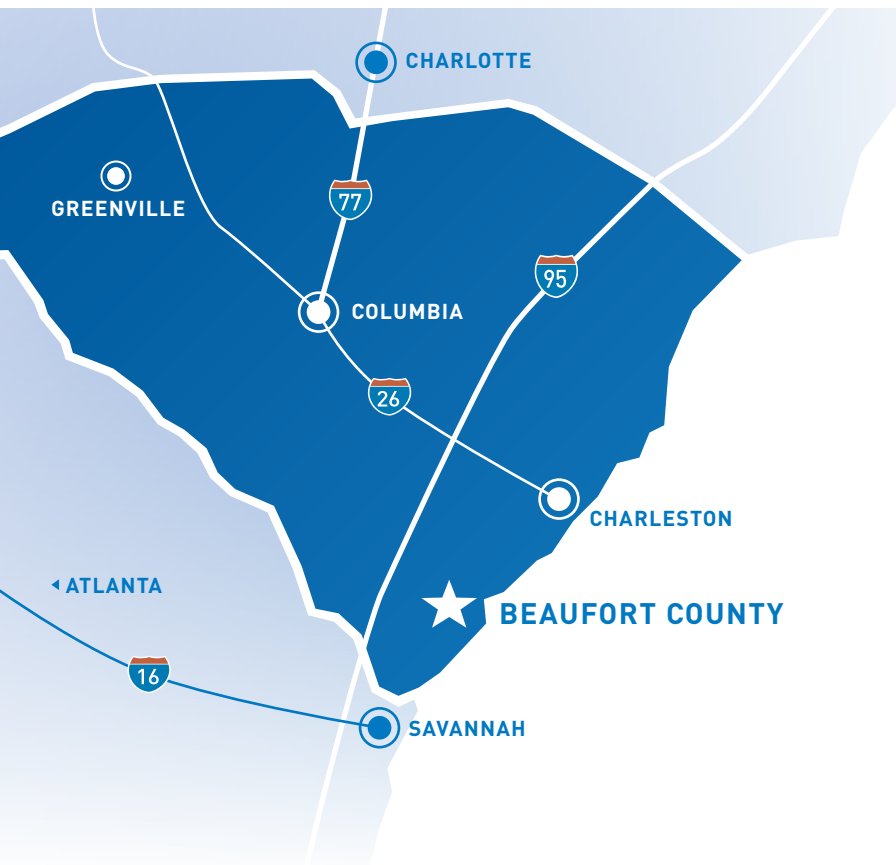 CHARLOTTE
GREENVILLE
77
95
COLUMBIA
26
CHARLESTON
ATLANTA
BEAUFORT COUNTY
16
SAVANNAH